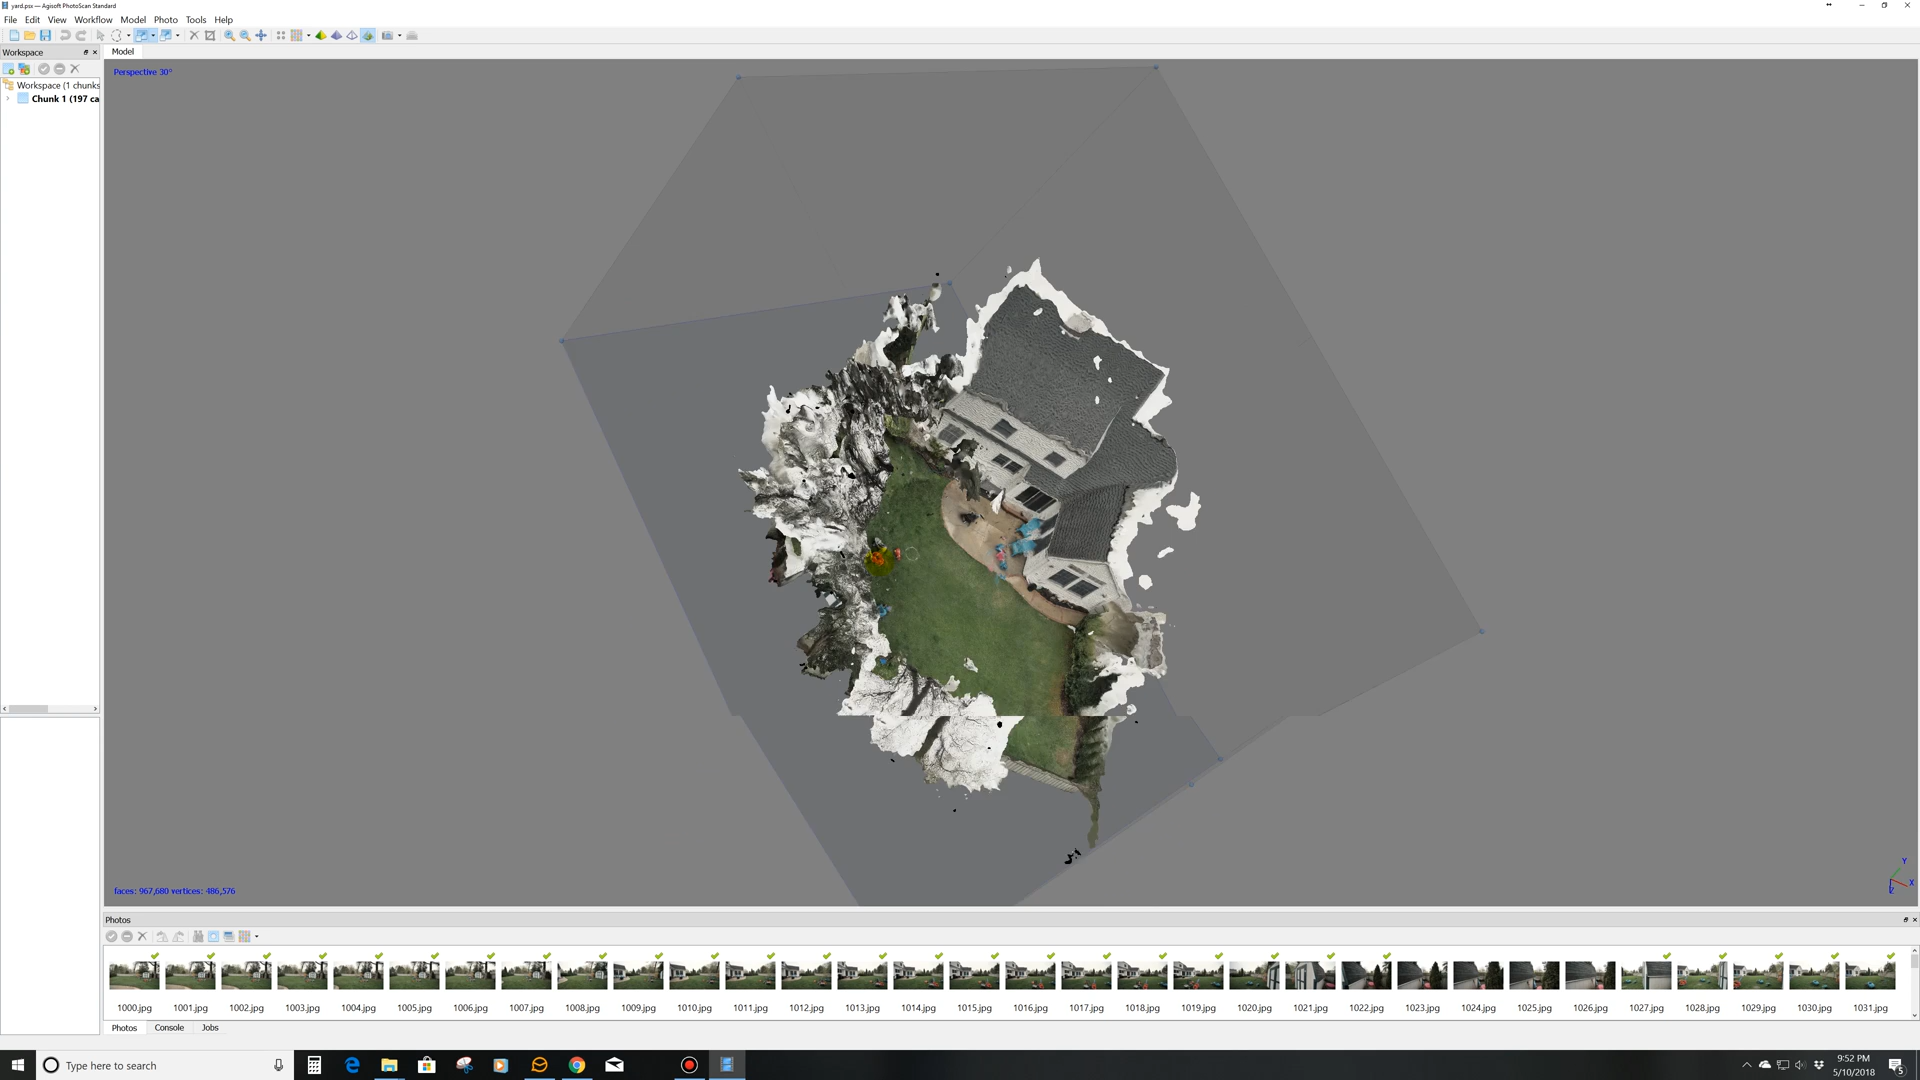 yard.psx — Agisoft PhotoScan Standard
File Edit View Workflow Model Photo Tools Help
Workspace
Model
Workspace (1 chunks
Chunk 1 (197 ca
Perspective 30°
Y
X
Z
faces: 967,680 vertices: 486,576
Photos
1000.jpg 1001.jpg 1002.jpg 1003.jpg 1004.jpg 1005.jpg 1006.jpg 1007.jpg 1008.jpg 1009.jpg 1010.jpg 1011.jpg 1012.jpg 1013.jpg 1014.jpg 1015.jpg 1016.jpg 1017.jpg 1018.jpg 1019.jpg 1020.jpg 1021.jpg 1022.jpg 1023.jpg 1024.jpg 1025.jpg 1026.jpg 1027.jpg 1028.jpg 1029.jpg 1030.jpg 1031.jpg
Photos Console Jobs
Type here to search
9:52 PM
5/10/2018
5